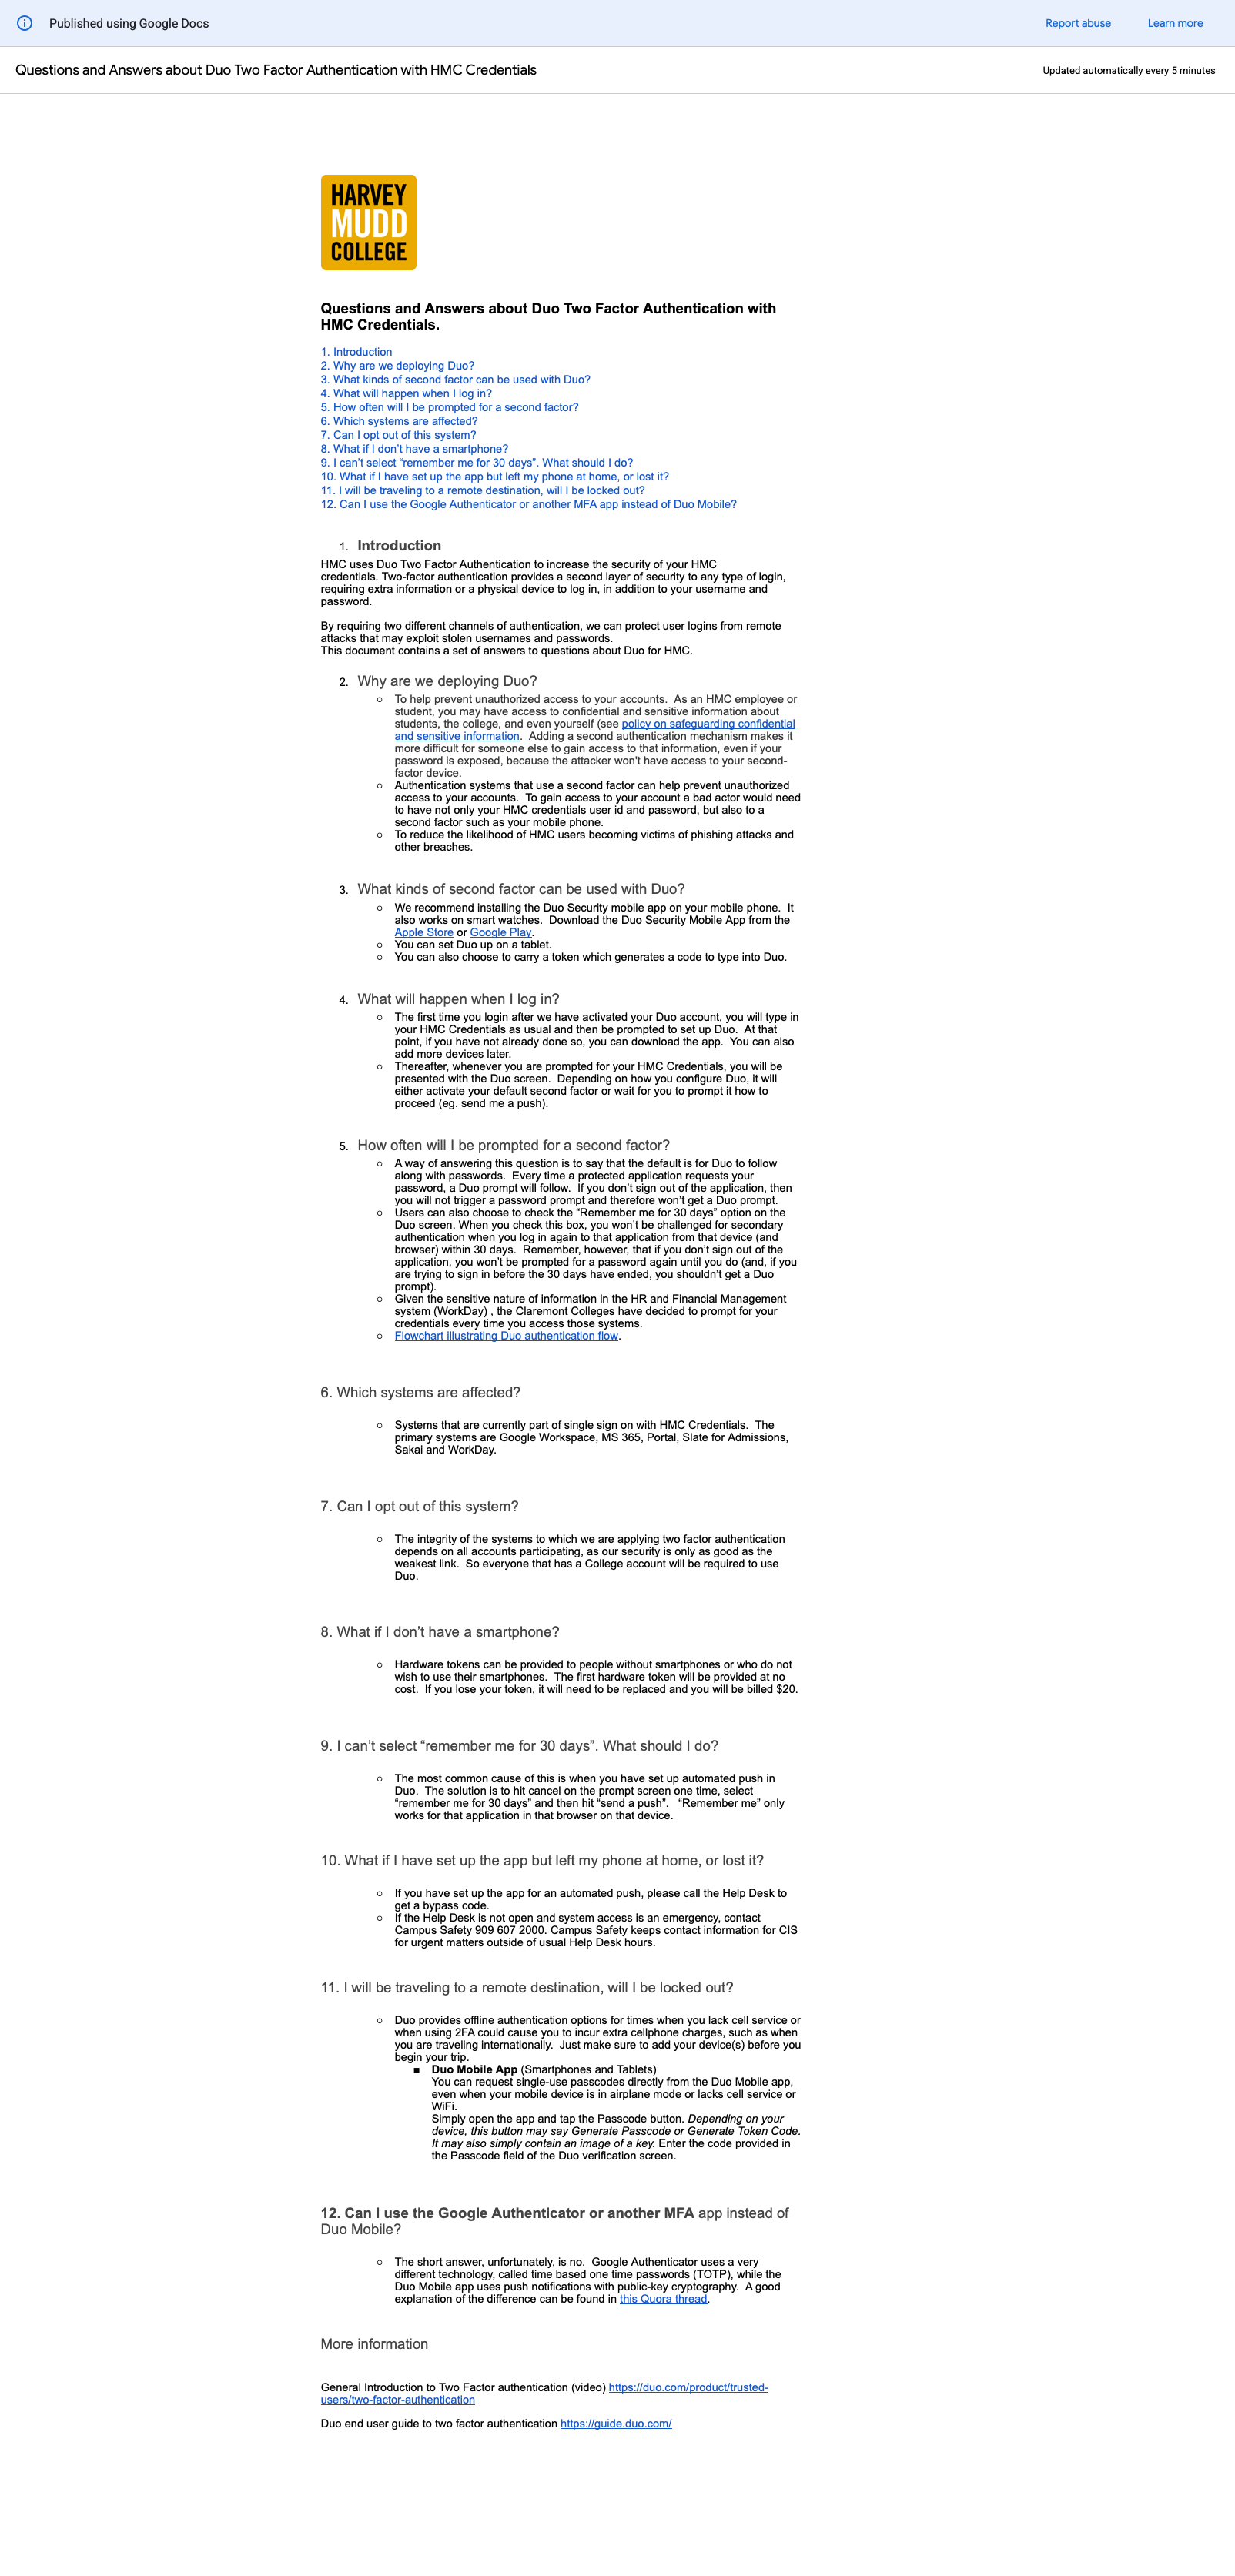 Published using Google Docs
Report abuse
Learn more
Questions and Answers about Duo Two Factor Authentication with HMC Credentials
Updated automatically every 5 minutes
HARVEY
MUDD
COLLEGE
Questions and Answers about Duo Two Factor Authentication with
HMC Credentials.
1. Introduction
2. Why are we deploying Duo?
3. What kinds of second factor can be used with Duo?
4. What will happen when I log in?
5. How often will I be prompted for a second factor?
6. Which systems are affected?
7. Can I opt out of this system?
8. What if I don’t have a smartphone?
9. I can’t select “remember me for 30 days”. What should I do?
10. What if I have set up the app but left my phone at home, or lost it?
11. I will be traveling to a remote destination, will I be locked out?
12. Can I use the Google Authenticator or another MFA app instead of Duo Mobile?
1. Introduction
HMC uses Duo Two Factor Authentication to increase the security of your HMC
credentials. Two-factor authentication provides a second layer of security to any type of login,
requiring extra information or a physical device to log in, in addition to your username and
password.
By requiring two different channels of authentication, we can protect user logins from remote
attacks that may exploit stolen usernames and passwords.
This document contains a set of answers to questions about Duo for HMC.
2. Why are we deploying Duo?
○ To help prevent unauthorized access to your accounts.  As an HMC employee or
student, you may have access to confidential and sensitive information about
students, the college, and even yourself (see policy on safeguarding confidential
and sensitive information.  Adding a second authentication mechanism makes it
more difficult for someone else to gain access to that information, even if your
password is exposed, because the attacker won't have access to your second-
factor device.
○ Authentication systems that use a second factor can help prevent unauthorized
access to your accounts.  To gain access to your account a bad actor would need
to have not only your HMC credentials user id and password, but also to a
second factor such as your mobile phone.
○ To reduce the likelihood of HMC users becoming victims of phishing attacks and
other breaches.
3. What kinds of second factor can be used with Duo?
○ We recommend installing the Duo Security mobile app on your mobile phone.  It
also works on smart watches.  Download the Duo Security Mobile App from the
Apple Store or Google Play.
○ You can set Duo up on a tablet.
○ You can also choose to carry a token which generates a code to type into Duo.
4. What will happen when I log in?
○ The first time you login after we have activated your Duo account, you will type in
your HMC Credentials as usual and then be prompted to set up Duo.  At that
point, if you have not already done so, you can download the app.  You can also
add more devices later.
○ Thereafter, whenever you are prompted for your HMC Credentials, you will be
presented with the Duo screen.  Depending on how you configure Duo, it will
either activate your default second factor or wait for you to prompt it how to
proceed (eg. send me a push).
5. How often will I be prompted for a second factor?
○ A way of answering this question is to say that the default is for Duo to follow
along with passwords.  Every time a protected application requests your
password, a Duo prompt will follow.  If you don’t sign out of the application, then
you will not trigger a password prompt and therefore won’t get a Duo prompt.
○ Users can also choose to check the “Remember me for 30 days” option on the
Duo screen. When you check this box, you won’t be challenged for secondary
authentication when you log in again to that application from that device (and
browser) within 30 days.  Remember, however, that if you don’t sign out of the
application, you won’t be prompted for a password again until you do (and, if you
are trying to sign in before the 30 days have ended, you shouldn’t get a Duo
prompt).
○ Given the sensitive nature of information in the HR and Financial Management
system (WorkDay) , the Claremont Colleges have decided to prompt for your
credentials every time you access those systems.
○ Flowchart illustrating Duo authentication flow.
6. Which systems are affected?
○ Systems that are currently part of single sign on with HMC Credentials.  The
primary systems are Google Workspace, MS 365, Portal, Slate for Admissions,
Sakai and WorkDay.
7. Can I opt out of this system?
○ The integrity of the systems to which we are applying two factor authentication
depends on all accounts participating, as our security is only as good as the
weakest link.  So everyone that has a College account will be required to use
Duo.
8. What if I don’t have a smartphone?
○ Hardware tokens can be provided to people without smartphones or who do not
wish to use their smartphones.  The first hardware token will be provided at no
cost.  If you lose your token, it will need to be replaced and you will be billed $20.
9. I can’t select “remember me for 30 days”. What should I do?
○ The most common cause of this is when you have set up automated push in
Duo.  The solution is to hit cancel on the prompt screen one time, select
“remember me for 30 days” and then hit “send a push”.   “Remember me” only
works for that application in that browser on that device.
10. What if I have set up the app but left my phone at home, or lost it?
○ If you have set up the app for an automated push, please call the Help Desk to
get a bypass code.
○ If the Help Desk is not open and system access is an emergency, contact
Campus Safety 909 607 2000. Campus Safety keeps contact information for CIS
for urgent matters outside of usual Help Desk hours.
11. I will be traveling to a remote destination, will I be locked out?
○ Duo provides offline authentication options for times when you lack cell service or
when using 2FA could cause you to incur extra cellphone charges, such as when
you are traveling internationally.  Just make sure to add your device(s) before you
begin your trip.
■ Duo Mobile App (Smartphones and Tablets)
You can request single-use passcodes directly from the Duo Mobile app,
even when your mobile device is in airplane mode or lacks cell service or
WiFi.
Simply open the app and tap the Passcode button. Depending on your
device, this button may say Generate Passcode or Generate Token Code.
It may also simply contain an image of a key. Enter the code provided in
the Passcode field of the Duo verification screen.
12. Can I use the Google Authenticator or another MFA app instead of
Duo Mobile?
○ The short answer, unfortunately, is no.  Google Authenticator uses a very
different technology, called time based one time passwords (TOTP), while the
Duo Mobile app uses push notifications with public-key cryptography.  A good
explanation of the difference can be found in this Quora thread.
More information
General Introduction to Two Factor authentication (video) https://duo.com/product/trusted-
users/two-factor-authentication
Duo end user guide to two factor authentication https://guide.duo.com/